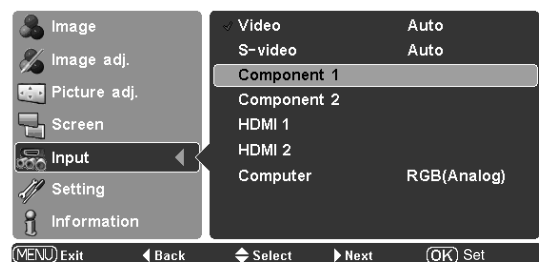 Image
Image adj.
Picture adj.
Screen
Input
Setting
Information
Video Auto
S-video Auto
Component 1
Component 2
HDMI 1
HDMI 2
Computer RGB(Analog)
MENU Exit Back Select Next OK Set